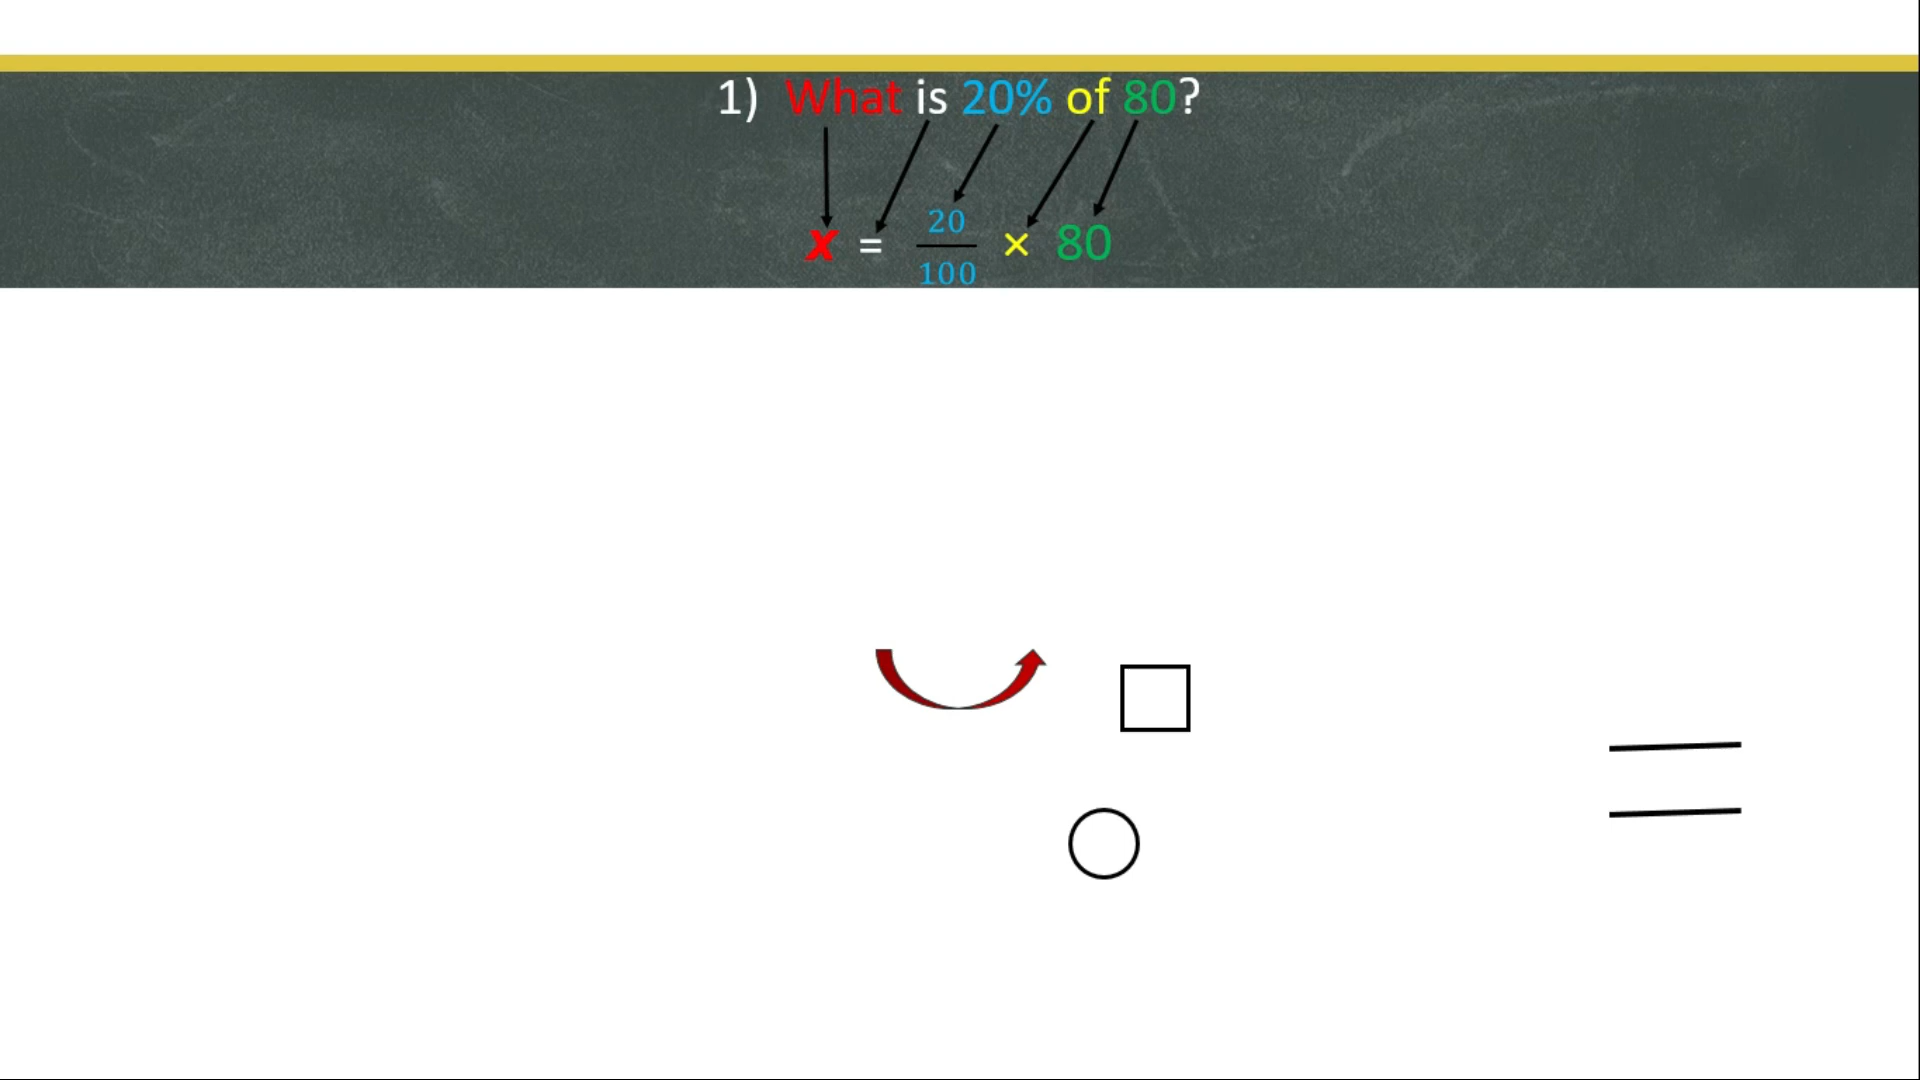 1) What is 20% of 80?
x = 20/100 × 80